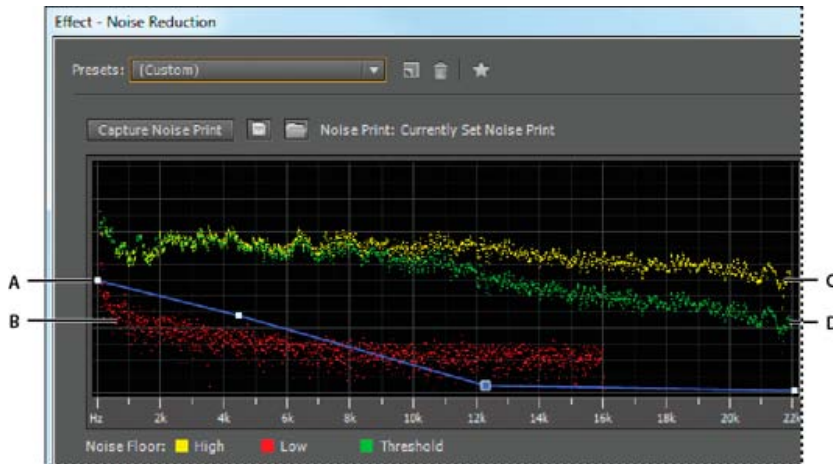 Effect - Noise Reduction
Presets: (Custom)
Capture Noise Print Noise Print: Currently Set Noise Print
A
B
C
D
Hz 2k 4k 6k 8k 10k 12k 14k 16k 18k 20k 22k
Noise Floor: High Low Threshold